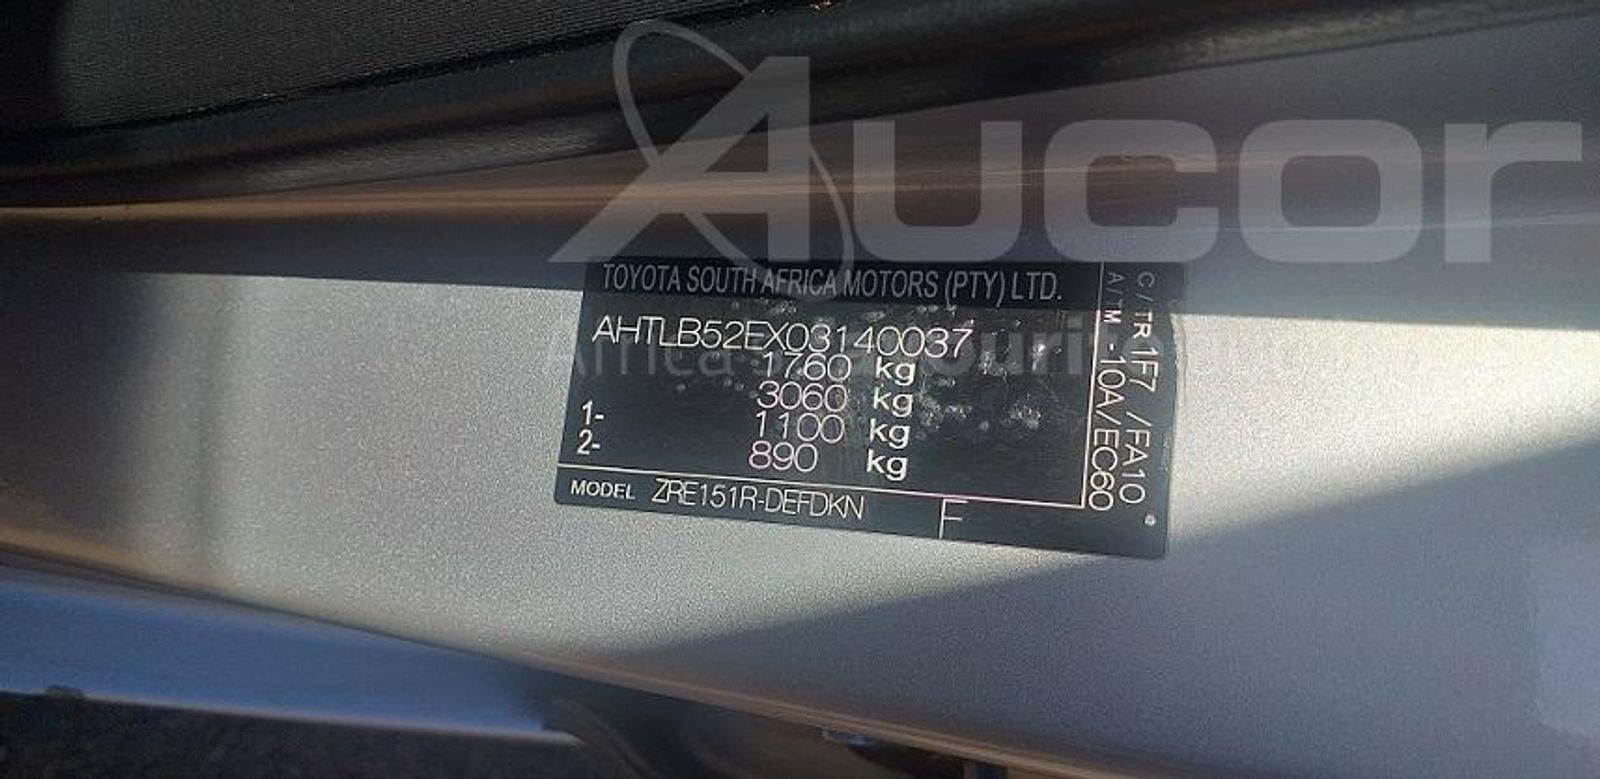 Aucor
TOYOTA SOUTH AFRICA MOTORS (PTY) LTD.
AHTLB52EX03140037
1760 kg
3060 kg
1- 1100 kg
2- 890 kg
MODEL ZRE151R-DEFDKN F
C/TR 1F7 /FA10
A/TM -10A/EC60